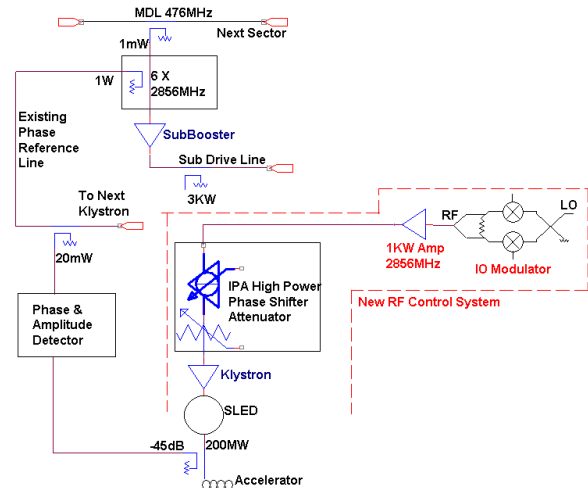 MDL 476MHz
Next Sector
1mW
1W
6 X
2856MHz
Existing
Phase
Reference
Line
SubBooster
Sub Drive Line
3KW
To Next
Klystron
20mW
RF
LO
1KW Amp
2856MHz
IO Modulator
IPA High Power
Phase Shifter
Attenuator
New RF Control System
Phase &
Amplitude
Detector
Klystron
SLED
-45dB
200MW
Accelerator